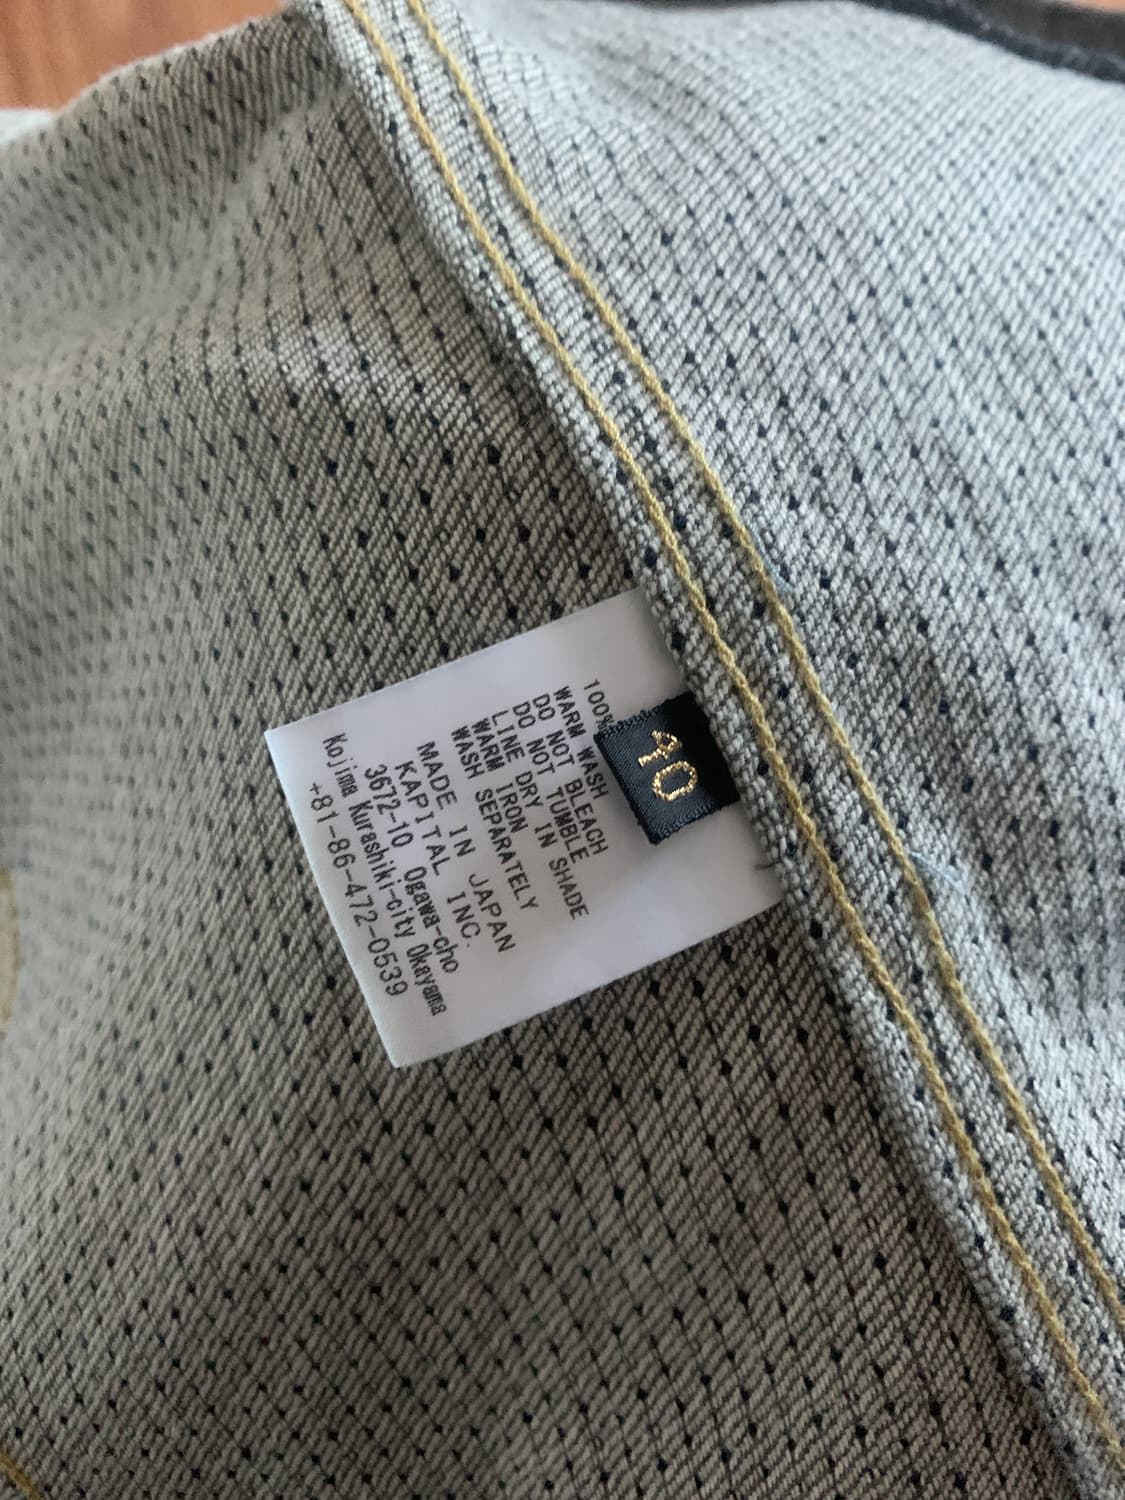 100%
WARM WASH
DO NOT BLEACH
DO NOT TUMBLE
LINE DRY IN SHADE
WARM IRON
WASH SEPARATELY
MADE IN JAPAN
KAPITAL INC.
3672-10 Ogawa-cho
Kojima Kurashiki-city Okayama
+81-86-472-0539
10